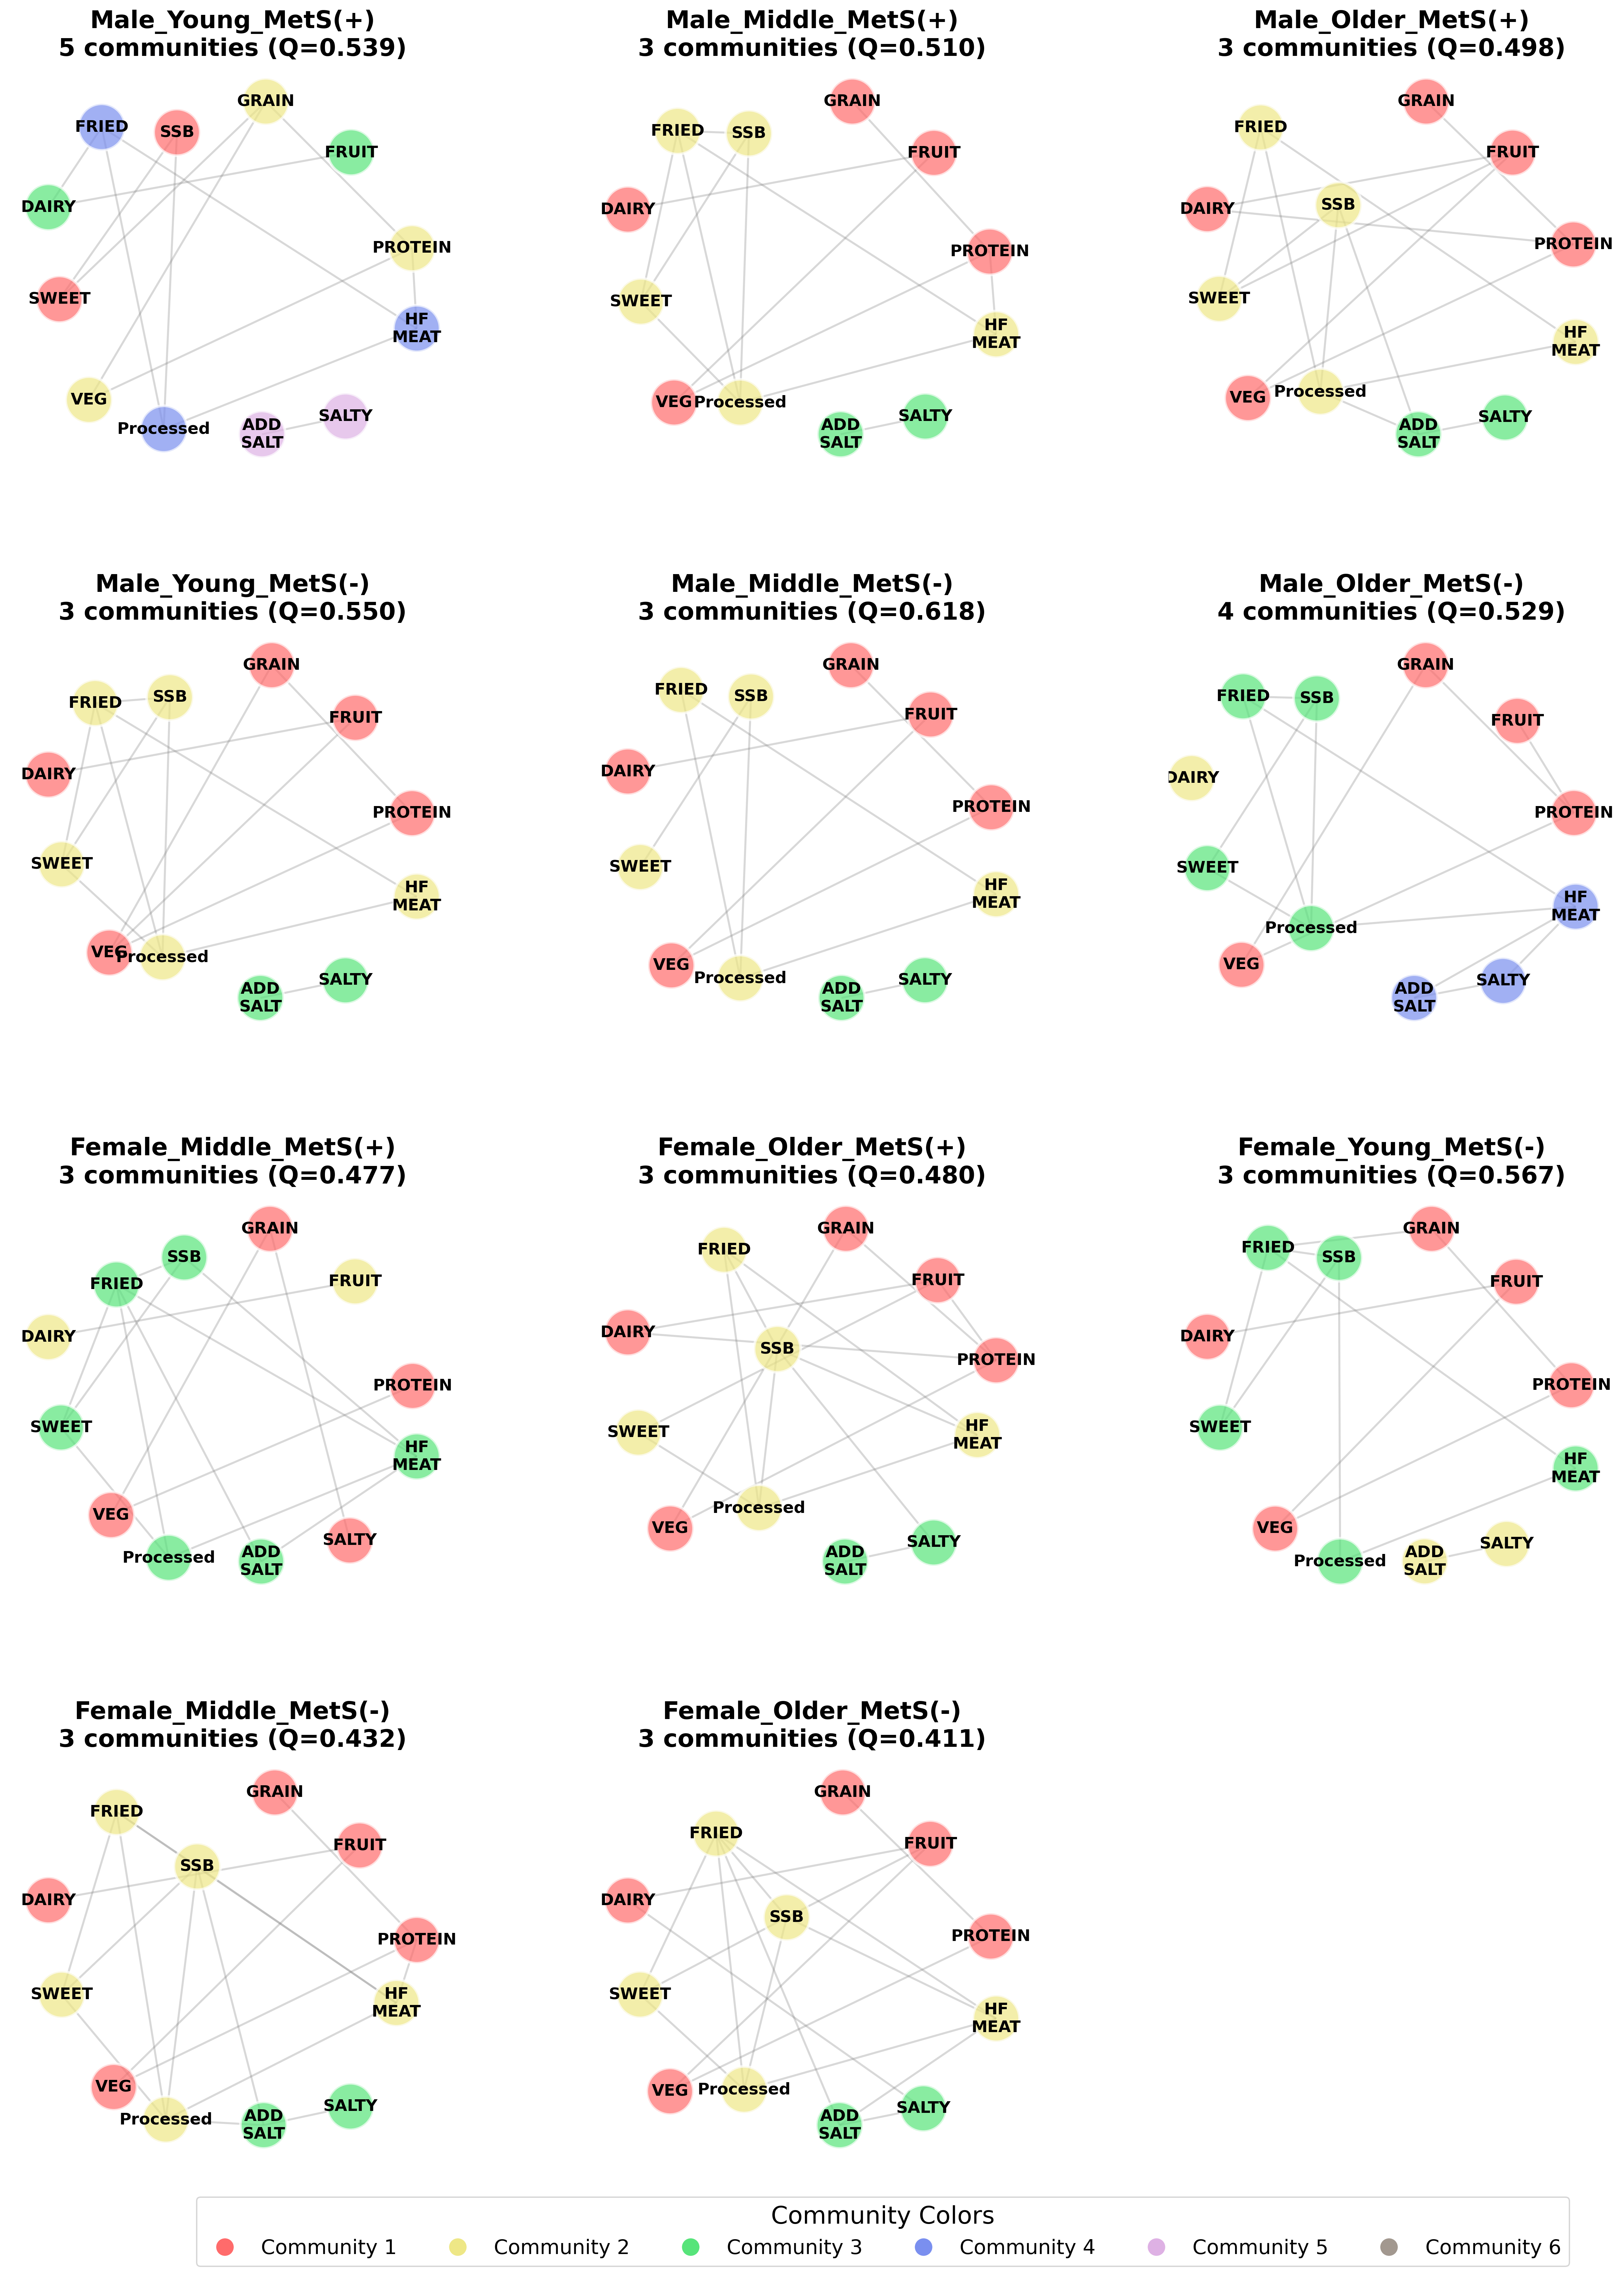 Male_Young_MetS(+)
5 communities (Q=0.539)
GRAIN
FRIED
SSB
FRUIT
DAIRY
PROTEIN
SWEET
HF
MEAT
VEG
Processed
ADD
SALT
SALTY
Male_Middle_MetS(+)
3 communities (Q=0.510)
GRAIN
FRIED
SSB
FRUIT
DAIRY
PROTEIN
SWEET
HF
MEAT
VEG
Processed
ADD
SALT
SALTY
Male_Older_MetS(+)
3 communities (Q=0.498)
GRAIN
FRIED
FRUIT
DAIRY
SSB
PROTEIN
SWEET
HF
MEAT
VEG
Processed
ADD
SALT
SALTY
Male_Young_MetS(-)
3 communities (Q=0.550)
GRAIN
FRIED
SSB
FRUIT
DAIRY
PROTEIN
SWEET
HF
MEAT
VEG
Processed
ADD
SALT
SALTY
Male_Middle_MetS(-)
3 communities (Q=0.618)
GRAIN
FRIED
SSB
FRUIT
DAIRY
PROTEIN
SWEET
HF
MEAT
VEG
Processed
ADD
SALT
SALTY
Male_Older_MetS(-)
4 communities (Q=0.529)
GRAIN
FRIED
SSB
FRUIT
DAIRY
PROTEIN
SWEET
HF
MEAT
Processed
VEG
ADD
SALT
SALTY
Female_Middle_MetS(+)
3 communities (Q=0.477)
GRAIN
SSB
FRIED
FRUIT
DAIRY
PROTEIN
SWEET
HF
MEAT
VEG
Processed
ADD
SALT
SALTY
Female_Older_MetS(+)
3 communities (Q=0.480)
GRAIN
FRIED
FRUIT
DAIRY
SSB
PROTEIN
SWEET
HF
MEAT
Processed
VEG
ADD
SALT
SALTY
Female_Young_MetS(-)
3 communities (Q=0.567)
GRAIN
FRIED
SSB
FRUIT
DAIRY
PROTEIN
SWEET
HF
MEAT
VEG
Processed
ADD
SALT
SALTY
Female_Middle_MetS(-)
3 communities (Q=0.432)
GRAIN
FRIED
FRUIT
SSB
DAIRY
PROTEIN
SWEET
HF
MEAT
VEG
Processed
ADD
SALT
SALTY
Female_Older_MetS(-)
3 communities (Q=0.411)
GRAIN
FRIED
FRUIT
DAIRY
SSB
PROTEIN
SWEET
HF
MEAT
VEG
Processed
ADD
SALT
SALTY
Community Colors
Community 1
Community 2
Community 3
Community 4
Community 5
Community 6